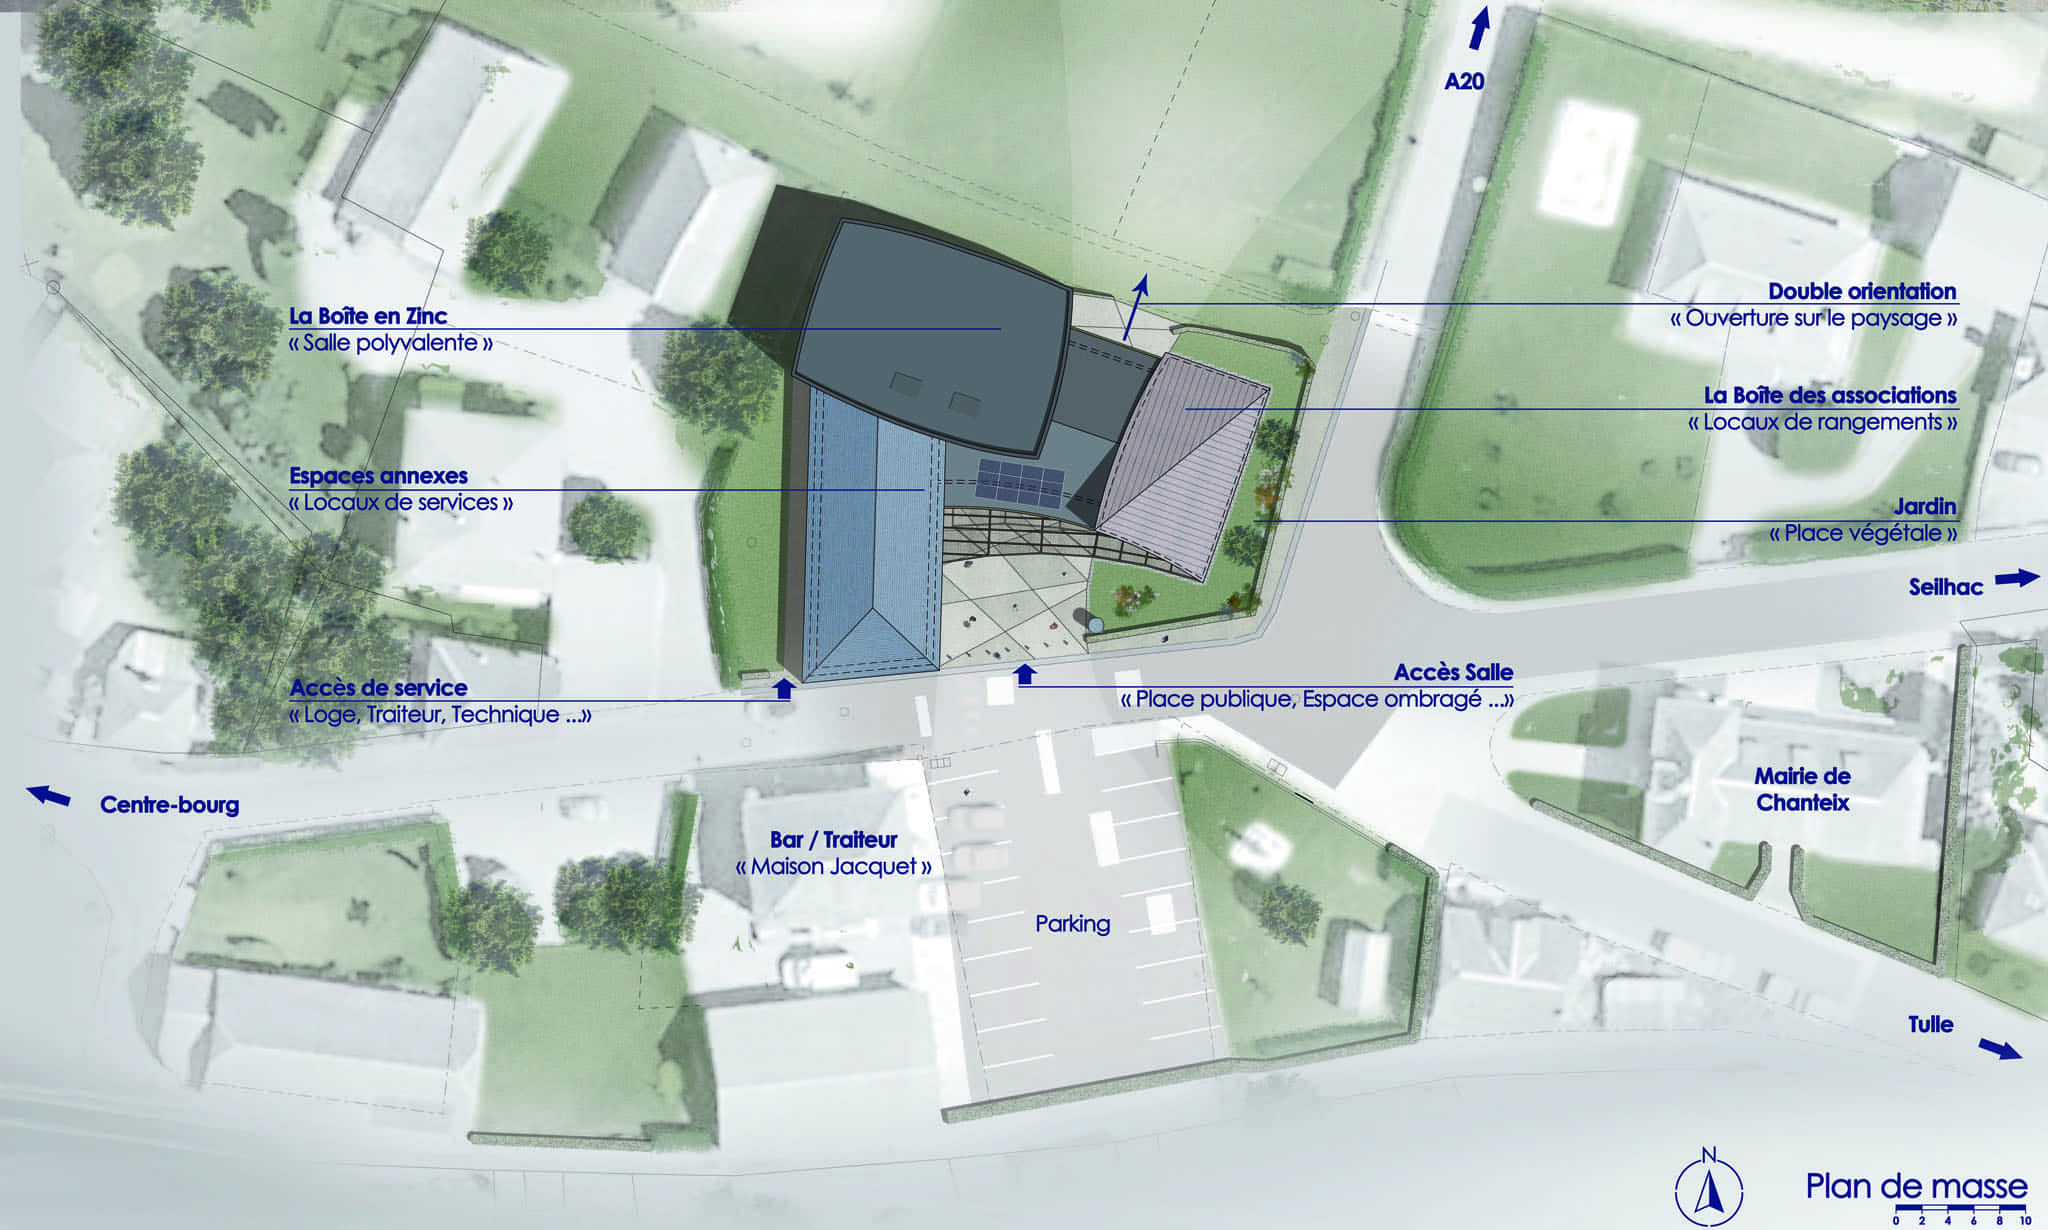 A20
La Boîte en Zinc
« Salle polyvalente »
Double orientation
« Ouverture sur le paysage »
La Boîte des associations
« Locaux de rangements »
Espaces annexes
« Locaux de services »
Jardin
« Place végétale »
Seilhac
Accès de service
« Loge, Traiteur, Technique ...»
Accès Salle
« Place publique, Espace ombragé ...»
Centre-bourg
Mairie de
Chanteix
Bar / Traiteur
« Maison Jacquet »
Parking
Tulle
N
Plan de masse
0 2 4 6 8 10